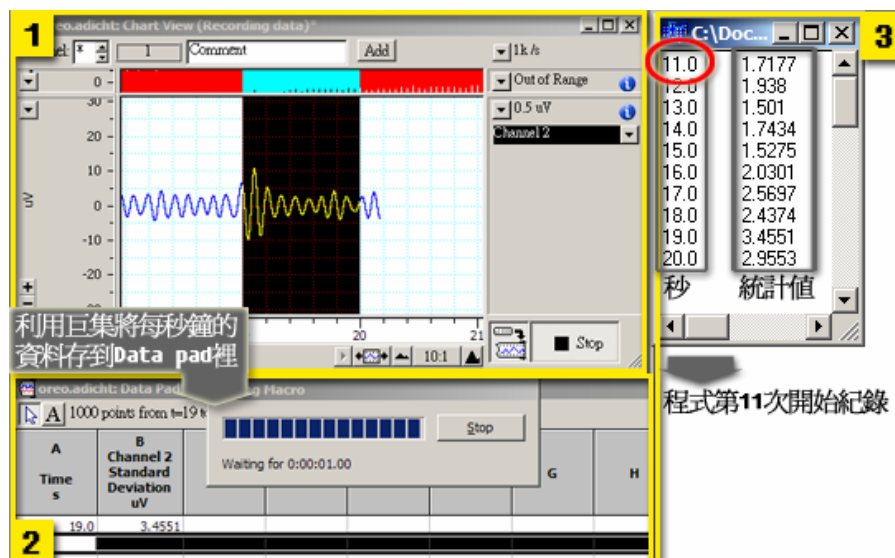 1
oreo.adicht: Chart View (Recording data)*
1
Comment
Add
1k /s
0
Out of Range
0.5 uV
Channel 2
30
20
10
0
-10
-20
uV
20
21
10:1
Stop
利用巨集將每秒鐘的
資料存到Data pad裡
oreo.adicht: Data Pad
Macro
A
1000 points from t=19
Stop
Waiting for 0:00:01.00
A
Time
s
B
Channel 2
Standard
Deviation
uV
G
H
19.0 3.4551
2
C:\Doc...
3
11.0 1.7177
12.0 1.938
13.0 1.501
14.0 1.7434
15.0 1.5275
16.0 2.0301
17.0 2.5697
18.0 2.4374
19.0 3.4551
20.0 2.9553
秒 統計值
程式第11次開始紀錄